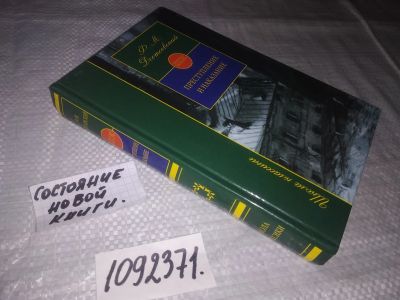 Ф. М.
Достоевский
ПРЕСТУПЛЕНИЕ
И НАКАЗАНИЕ
Школа классики
СОСТОЯНИЕ
НОВОЙ
КНИГИ.
1092371.